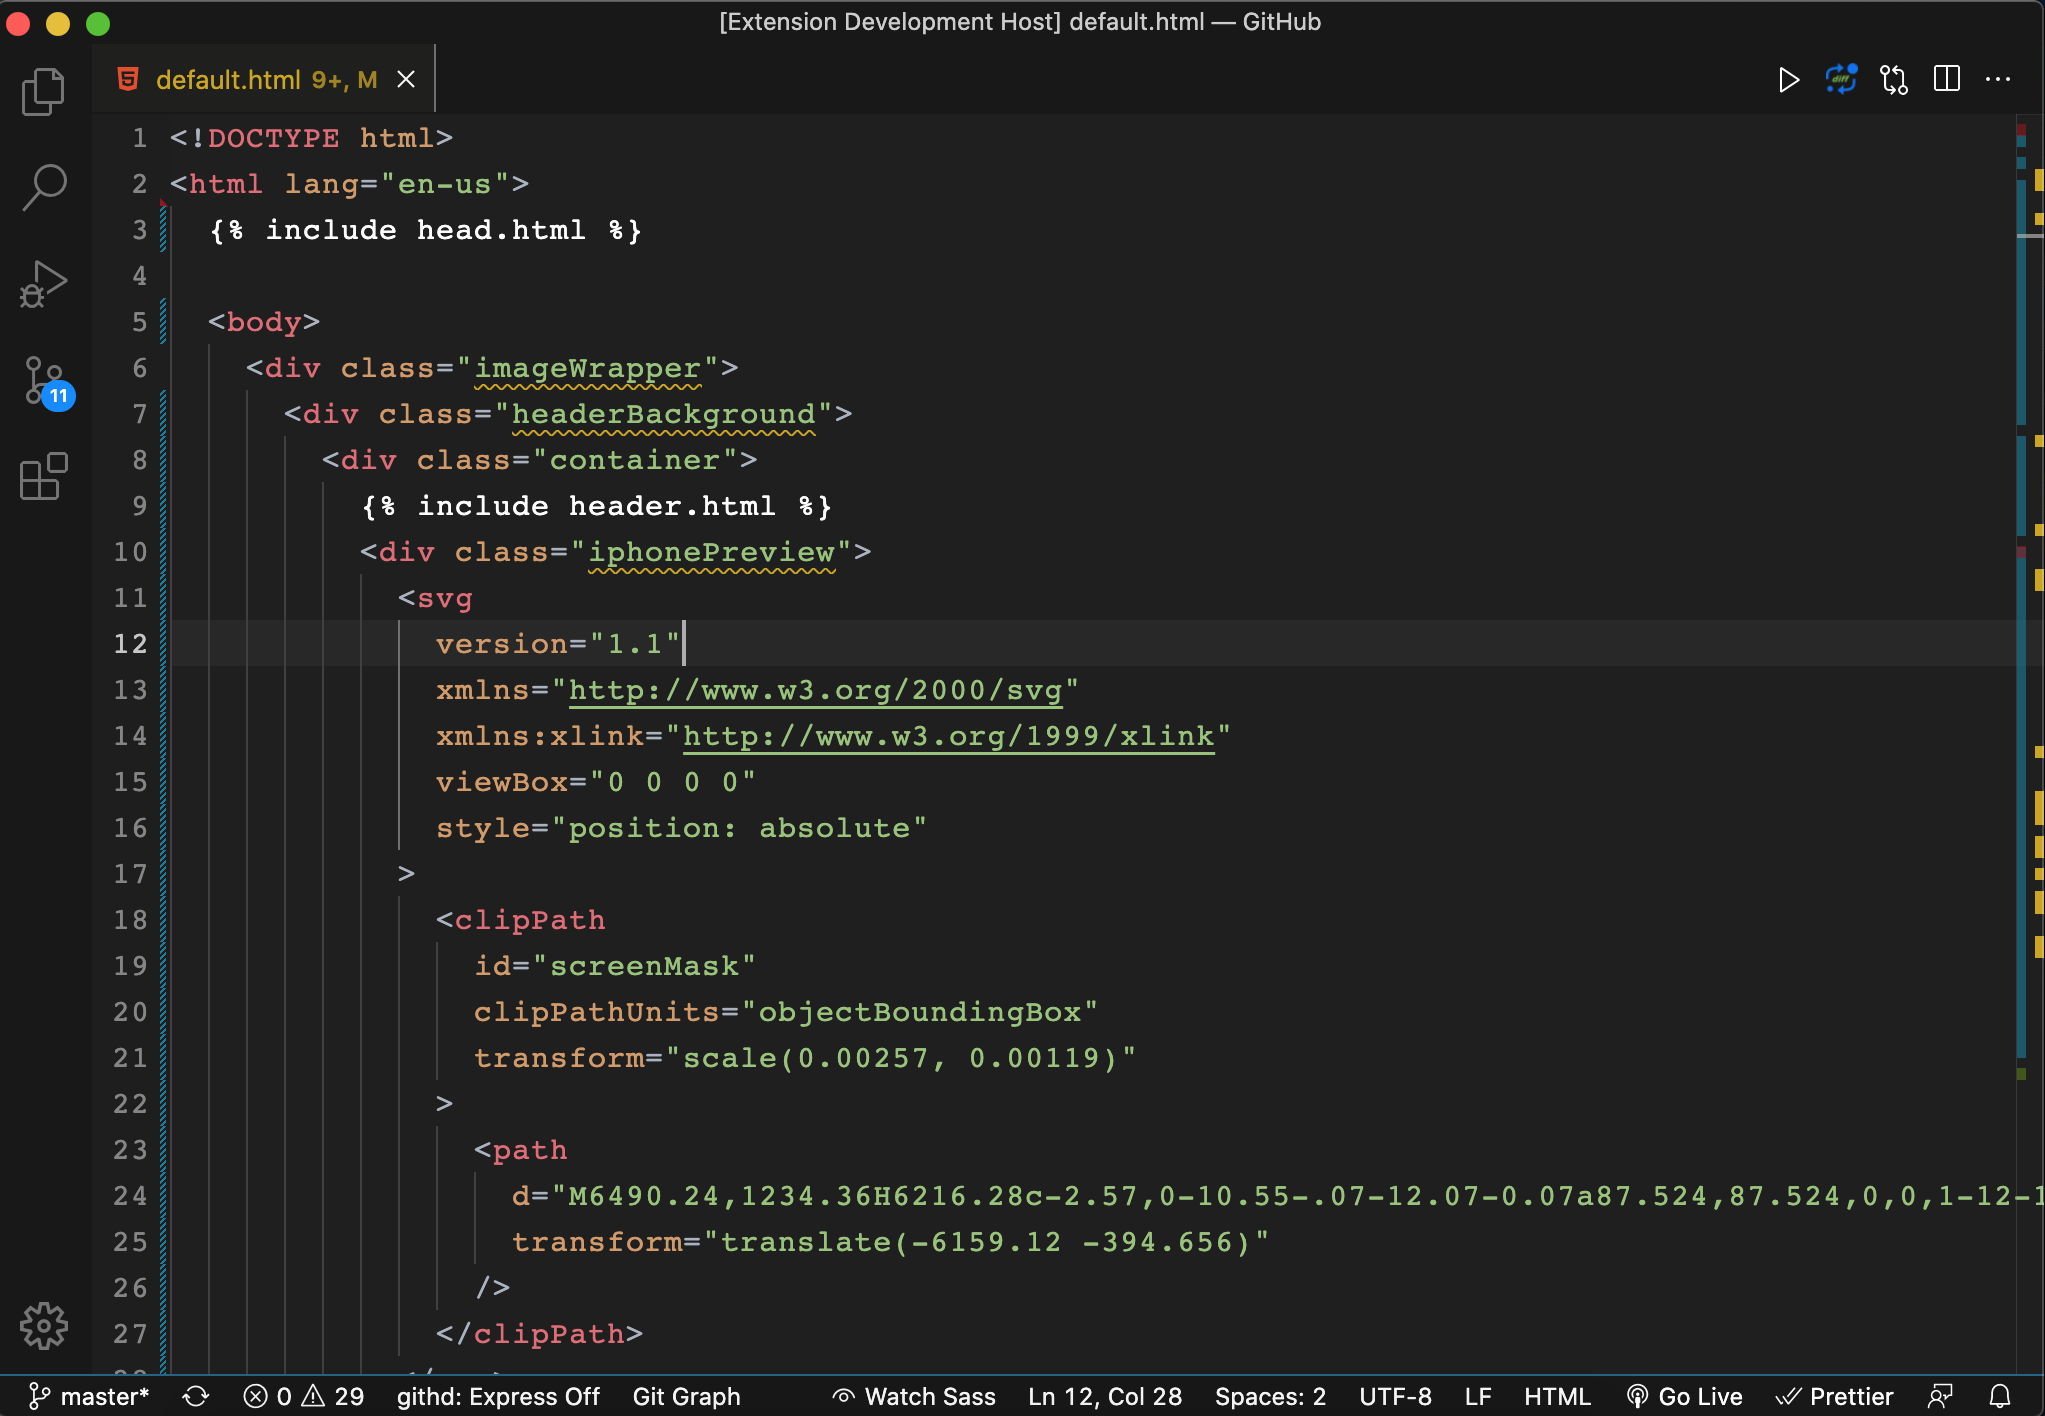 [Extension Development Host] default.html — GitHub
default.html 9+, M
diff
1 <!DOCTYPE html>
2 <html lang="en-us">
3 {% include head.html %}
4
5 <body>
6 <div class="imageWrapper">
7 <div class="headerBackground">
8 <div class="container">
9 {% include header.html %}
10 <div class="iphonePreview">
11 <svg
12 version="1.1"
13 xmlns="http://www.w3.org/2000/svg"
14 xmlns:xlink="http://www.w3.org/1999/xlink"
15 viewBox="0 0 0 0"
16 style="position: absolute"
17 >
18 <clipPath
19 id="screenMask"
20 clipPathUnits="objectBoundingBox"
21 transform="scale(0.00257, 0.00119)"
22 >
23 <path
24 d="M6490.24,1234.36H6216.28c-2.57,0-10.55-.07-12.07-0.07a87.524,87.524,0,0,1-12-1
25 transform="translate(-6159.12 -394.656)"
26 />
27 </clipPath>
11
master* 0 29 githd: Express Off Git Graph Watch Sass Ln 12, Col 28 Spaces: 2 UTF-8 LF HTML Go Live Prettier